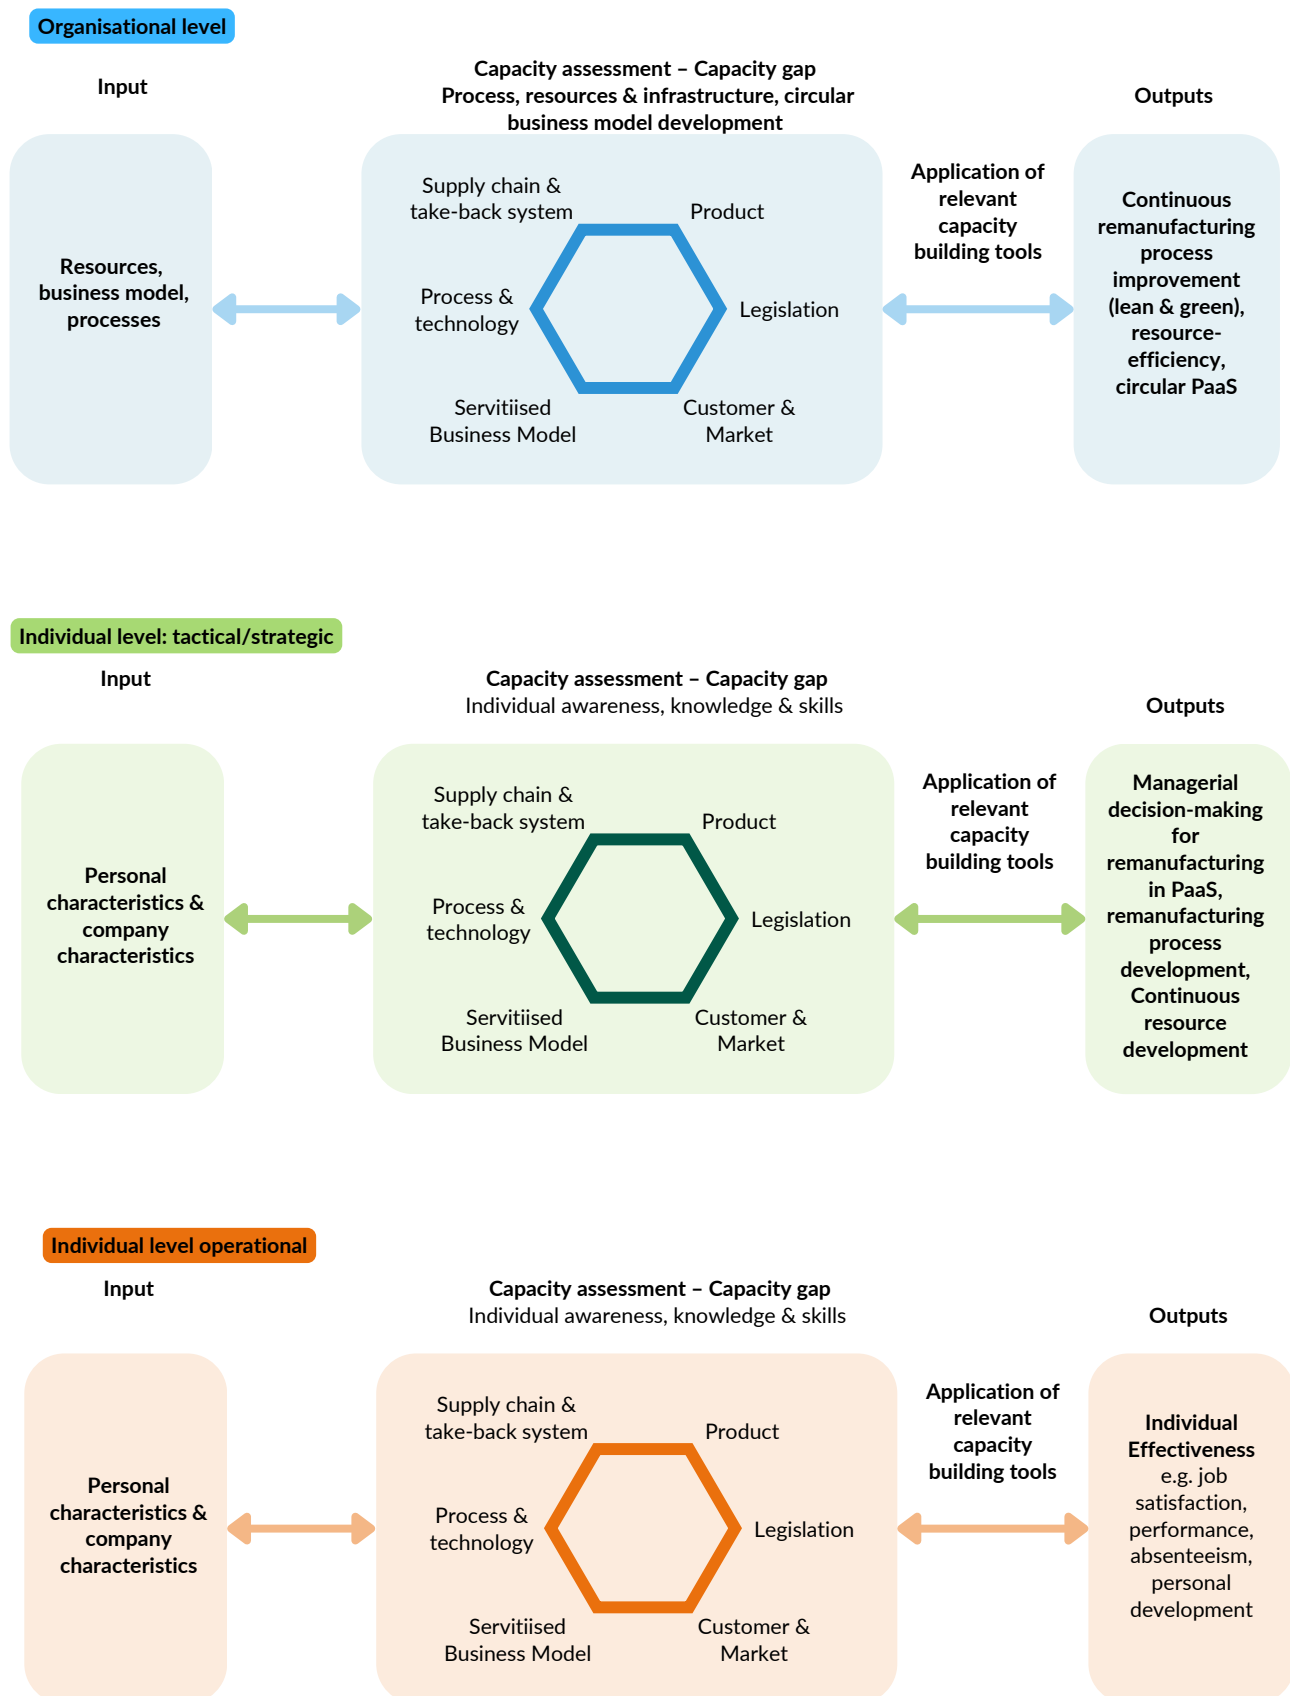 Organisational level
Input
Capacity assessment – Capacity gap
Process, resources & infrastructure, circular
business model development
Outputs
Resources,
business model,
processes
Supply chain &
take-back system
Product
Process &
technology
Legislation
Servitiised
Business Model
Customer &
Market
Application of
relevant
capacity
building tools
Continuous
remanufacturing
process
improvement
(lean & green),
resource-
efficiency,
circular PaaS
Individual level: tactical/strategic
Input
Capacity assessment – Capacity gap
Individual awareness, knowledge & skills
Outputs
Personal
characteristics &
company
characteristics
Supply chain &
take-back system
Product
Process &
technology
Legislation
Servitiised
Business Model
Customer &
Market
Application of
relevant
capacity
building tools
Managerial
decision-making
for
remanufacturing
in PaaS,
remanufacturing
process
development,
Continuous
resource
development
Individual level operational
Input
Capacity assessment – Capacity gap
Individual awareness, knowledge & skills
Outputs
Personal
characteristics &
company
characteristics
Supply chain &
take-back system
Product
Process &
technology
Legislation
Servitiised
Business Model
Customer &
Market
Application of
relevant
capacity
building tools
Individual
Effectiveness
e.g. job
satisfaction,
performance,
absenteeism,
personal
development